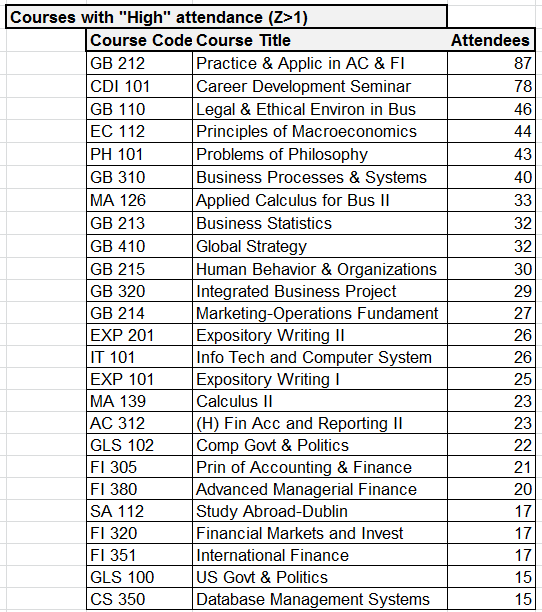 Courses with "High" attendance (Z>1)
Course Code Course Title Attendees
GB 212 Practice & Applic in AC & FI 87
CDI 101 Career Development Seminar 78
GB 110 Legal & Ethical Environ in Bus 46
EC 112 Principles of Macroeconomics 44
PH 101 Problems of Philosophy 43
GB 310 Business Processes & Systems 40
MA 126 Applied Calculus for Bus II 33
GB 213 Business Statistics 32
GB 410 Global Strategy 32
GB 215 Human Behavior & Organizations 30
GB 320 Integrated Business Project 29
GB 214 Marketing-Operations Fundament 27
EXP 201 Expository Writing II 26
IT 101 Info Tech and Computer System 26
EXP 101 Expository Writing I 25
MA 139 Calculus II 23
AC 312 (H) Fin Acc and Reporting II 23
GLS 102 Comp Govt & Politics 22
FI 305 Prin of Accounting & Finance 21
FI 380 Advanced Managerial Finance 20
SA 112 Study Abroad-Dublin 17
FI 320 Financial Markets and Invest 17
FI 351 International Finance 17
GLS 100 US Govt & Politics 15
CS 350 Database Management Systems 15